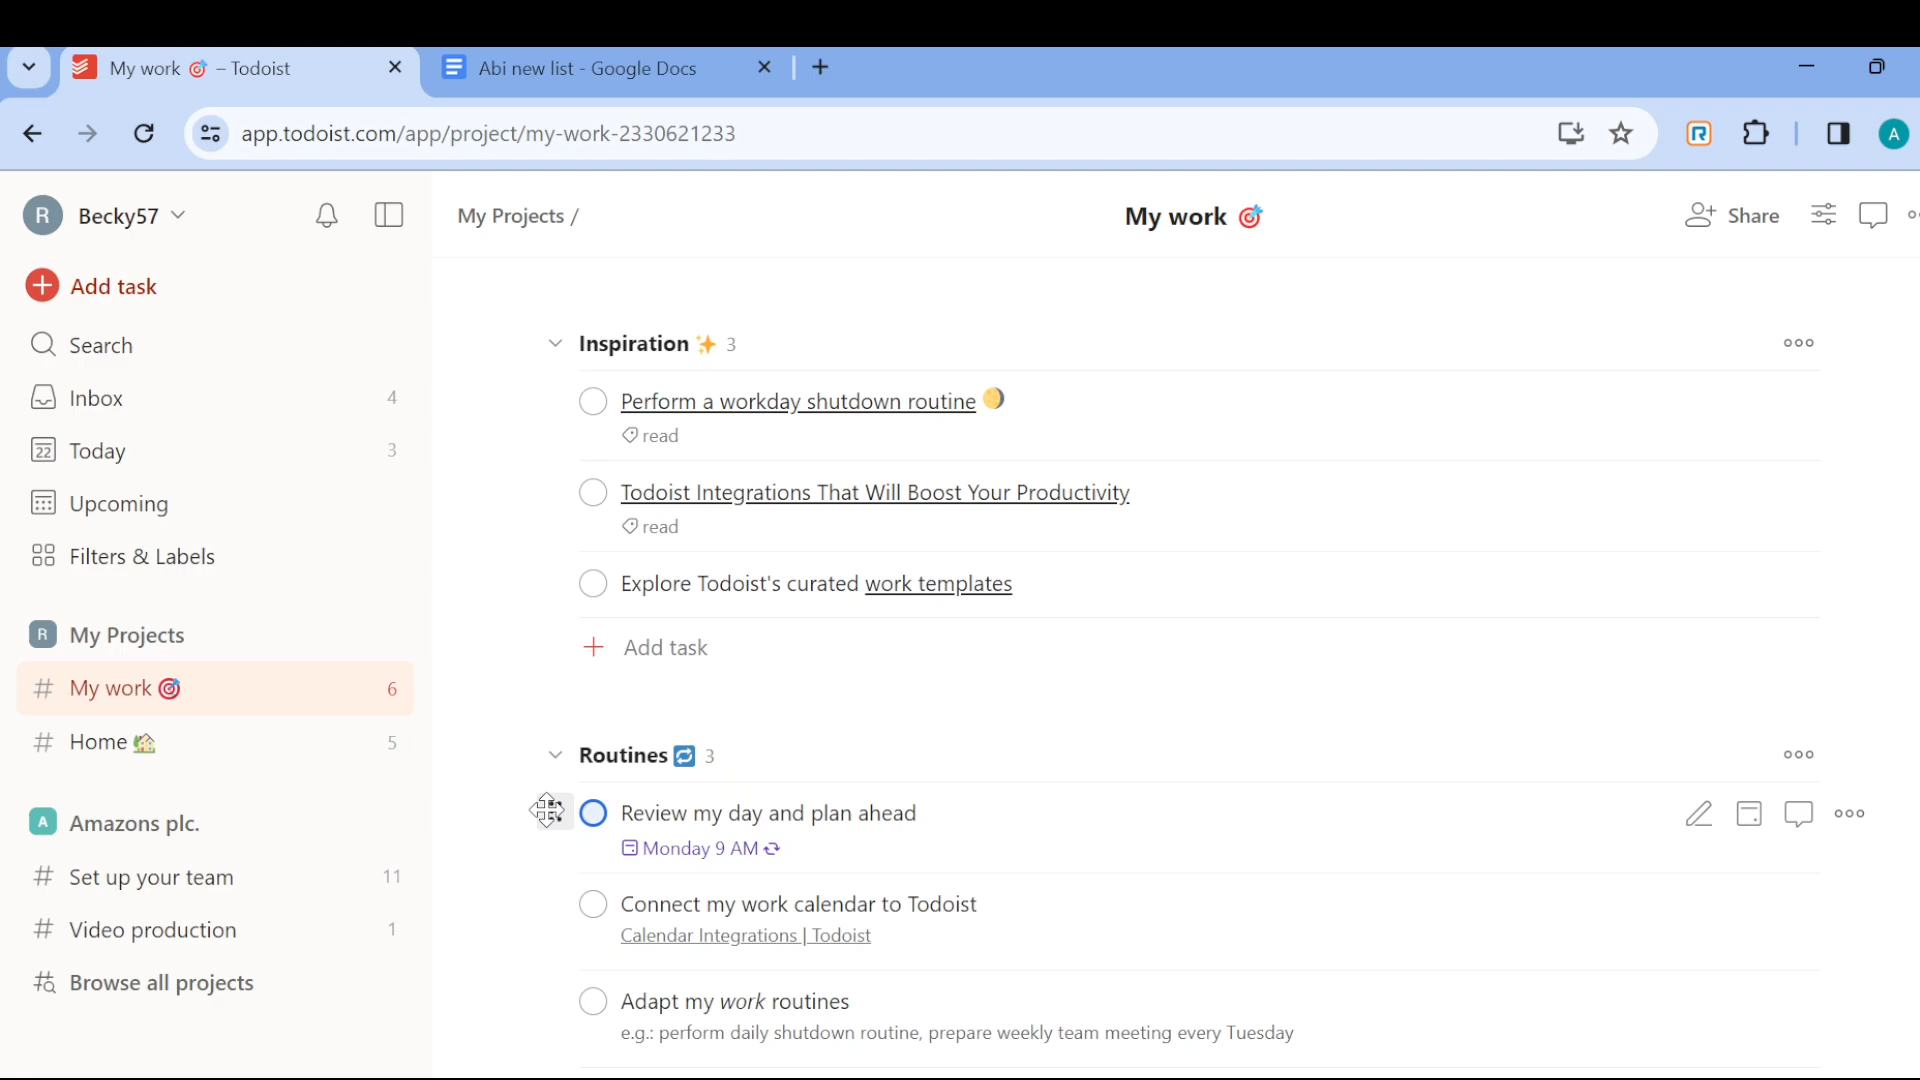 My work 🎯 – Todoist
Abi new list - Google Docs
app.todoist.com/app/project/my-work-2330621233
A
R Becky57
My Projects /
My work 🎯
Share
Add task
Search
Inbox 4
22 Today 3
Upcoming
Filters & Labels
R My Projects
# My work 🎯 6
# Home 🏡 5
A Amazons plc.
# Set up your team 11
# Video production 1
Browse all projects
Inspiration ✨ 3
Perform a workday shutdown routine 🌖
read
Todoist Integrations That Will Boost Your Productivity
read
Explore Todoist's curated work templates
+ Add task
Routines 🔁 3
Review my day and plan ahead
Monday 9 AM
Connect my work calendar to Todoist
Calendar Integrations | Todoist
Adapt my work routines
e.g.: perform daily shutdown routine, prepare weekly team meeting every Tuesday